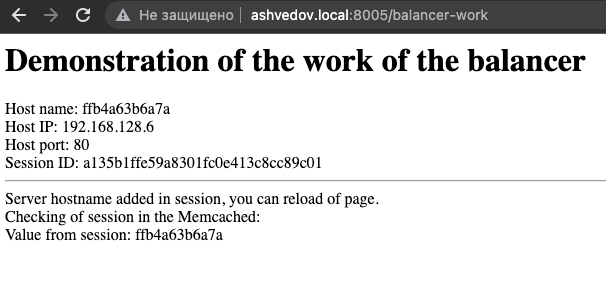 Не защищено | ashvedov.local:8005/balancer-work
Demonstration of the work of the balancer
Host name: ffb4a63b6a7a
Host IP: 192.168.128.6
Host port: 80
Session ID: a135b1ffe59a8301fc0e413c8cc89c01
Server hostname added in session, you can reload of page.
Checking of session in the Memcached:
Value from session: ffb4a63b6a7a